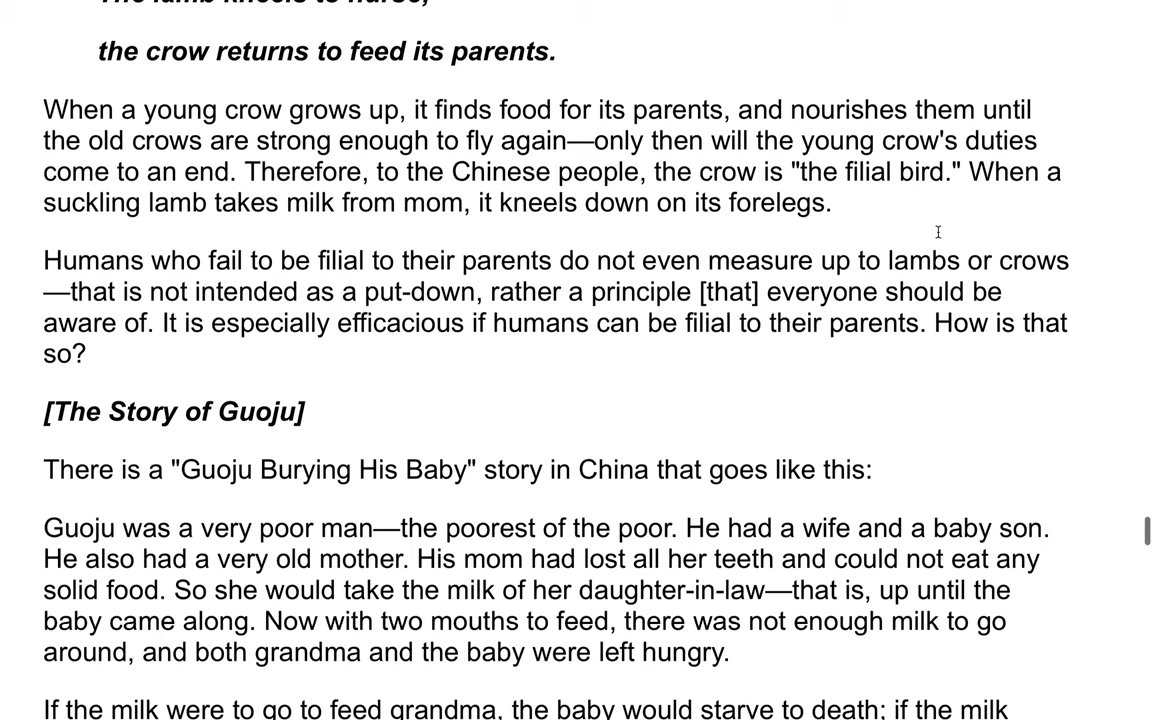 The lamb kneels to nurse,
the crow returns to feed its parents.
When a young crow grows up, it finds food for its parents, and nourishes them until
the old crows are strong enough to fly again—only then will the young crow's duties
come to an end. Therefore, to the Chinese people, the crow is "the filial bird." When a
suckling lamb takes milk from mom, it kneels down on its forelegs.
Humans who fail to be filial to their parents do not even measure up to lambs or crows
—that is not intended as a put-down, rather a principle [that] everyone should be
aware of. It is especially efficacious if humans can be filial to their parents. How is that
so?
[The Story of Guoju]
There is a "Guoju Burying His Baby" story in China that goes like this:
Guoju was a very poor man—the poorest of the poor. He had a wife and a baby son.
He also had a very old mother. His mom had lost all her teeth and could not eat any
solid food. So she would take the milk of her daughter-in-law—that is, up until the
baby came along. Now with two mouths to feed, there was not enough milk to go
around, and both grandma and the baby were left hungry.
If the milk were to go to feed grandma, the baby would starve to death; if the milk